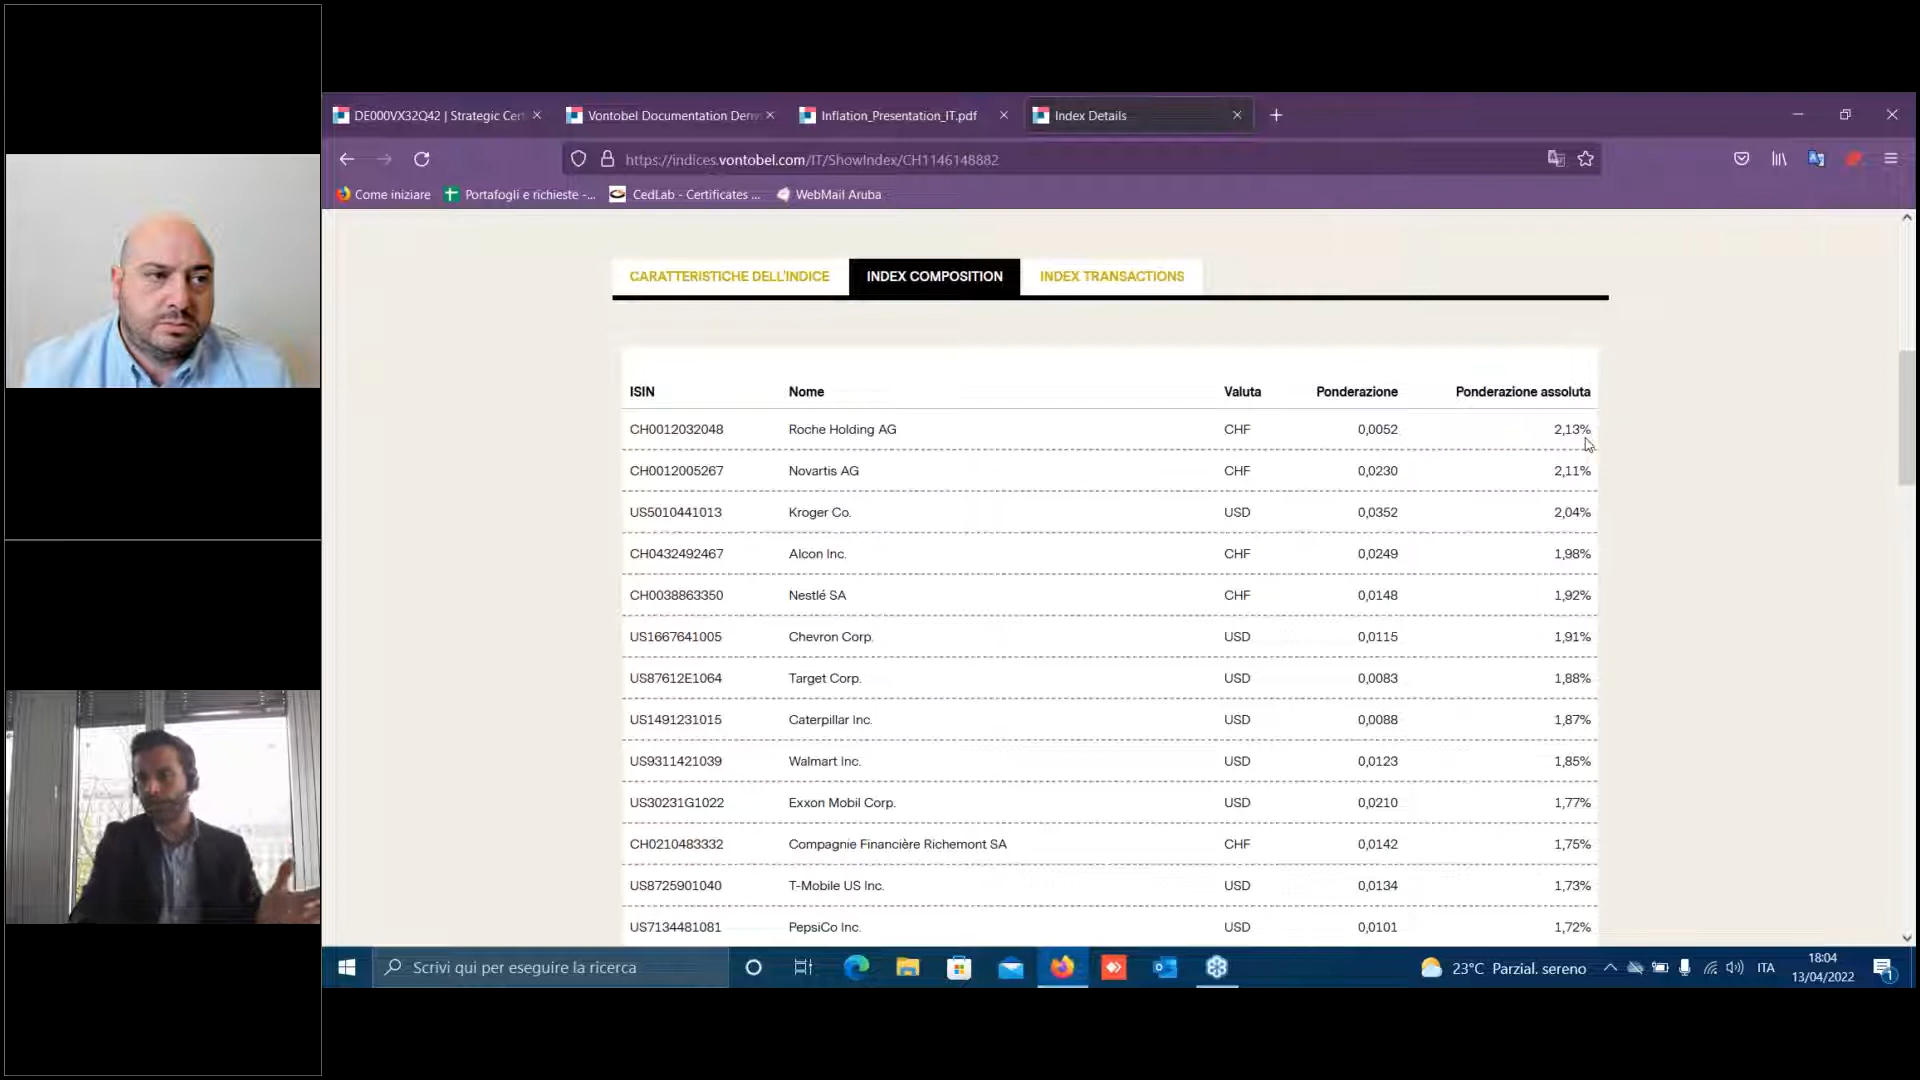 DE000VX32Q42 | Strategic Cert
Vontobel Documentation Deriv
Inflation_Presentation_IT.pdf
Index Details
https://indices.vontobel.com/IT/ShowIndex/CH1146148882
Come iniziare
Portafogli e richieste -...
CedLab - Certificates ...
WebMail Aruba
CARATTERISTICHE DELL'INDICE
INDEX COMPOSITION
INDEX TRANSACTIONS
ISIN Nome Valuta Ponderazione Ponderazione assoluta
CH0012032048 Roche Holding AG CHF 0,0052 2,13%
CH0012005267 Novartis AG CHF 0,0230 2,11%
US5010441013 Kroger Co. USD 0,0352 2,04%
CH0432492467 Alcon Inc. CHF 0,0249 1,98%
CH0038863350 Nestlé SA CHF 0,0148 1,92%
US1667641005 Chevron Corp. USD 0,0115 1,91%
US87612E1064 Target Corp. USD 0,0083 1,88%
US1491231015 Caterpillar Inc. USD 0,0088 1,87%
US9311421039 Walmart Inc. USD 0,0123 1,85%
US30231G1022 Exxon Mobil Corp. USD 0,0210 1,77%
CH0210483332 Compagnie Financière Richemont SA CHF 0,0142 1,75%
US8725901040 T-Mobile US Inc. USD 0,0134 1,73%
US7134481081 PepsiCo Inc. USD 0,0101 1,72%
Scrivi qui per eseguire la ricerca
23°C Parzial. sereno
ITA
18:04
13/04/2022
1